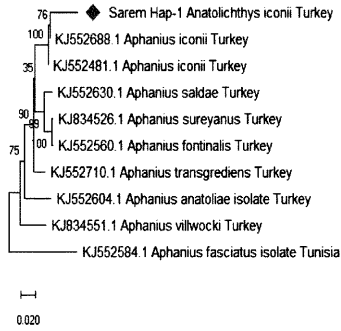 76
Sarem Hap-1 Anatolichthys iconii Turkey
100
KJ552688.1 Aphanius iconii Turkey
35
KJ552481.1 Aphanius iconii Turkey
KJ552630.1 Aphanius saldae Turkey
90
KJ834526.1 Aphanius sureyanus Turkey
99
100
KJ552560.1 Aphanius fontinalis Turkey
75
KJ552710.1 Aphanius transgrediens Turkey
KJ552604.1 Aphanius anatoliae isolate Turkey
KJ834551.1 Aphanius villwocki Turkey
KJ552584.1 Aphanius fasciatus isolate Tunisia
0.020